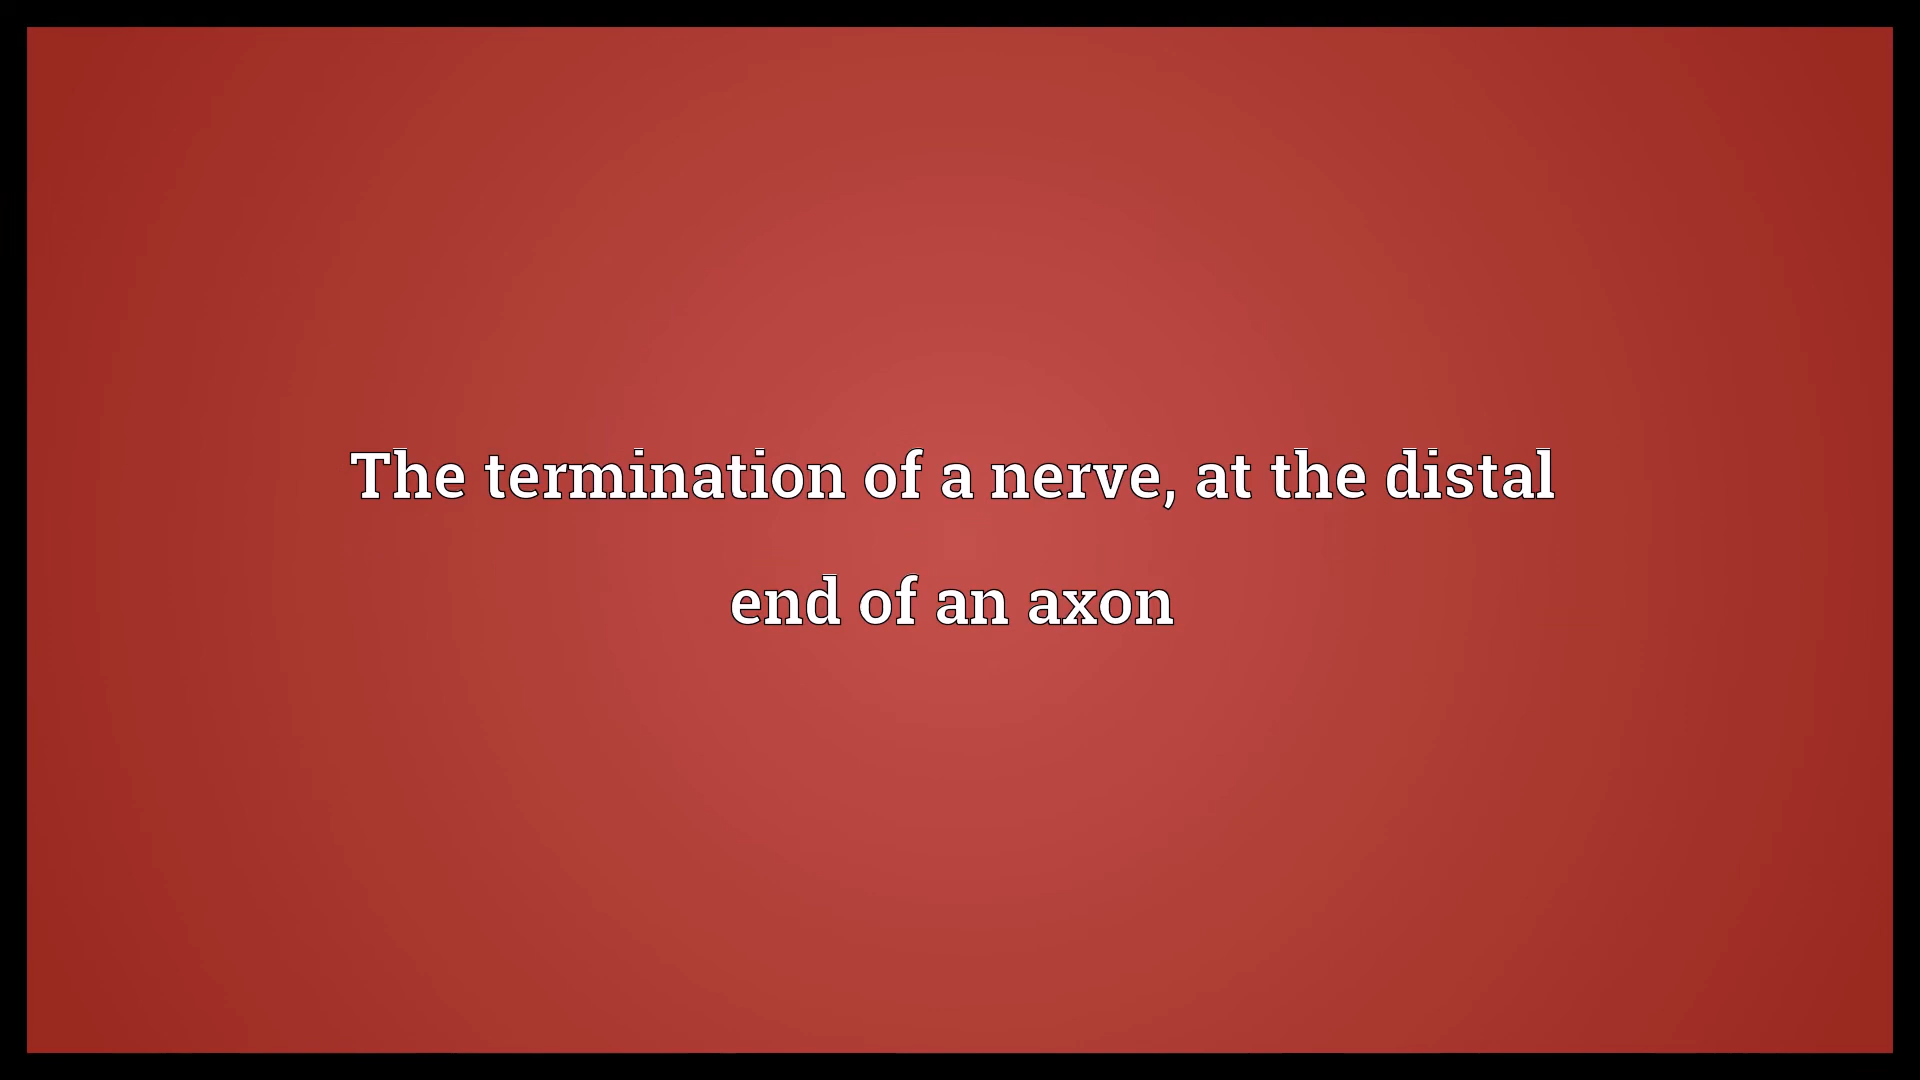 The termination of a nerve, at the distal
end of an axon